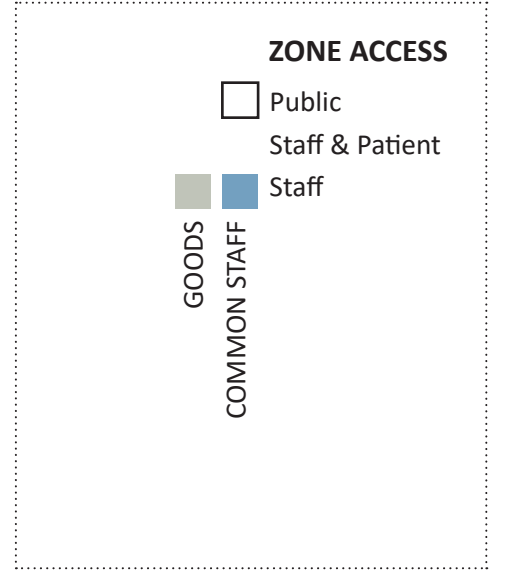 ZONE ACCESS
Public
Staff & Patient
Staff
GOODS
COMMON STAFF